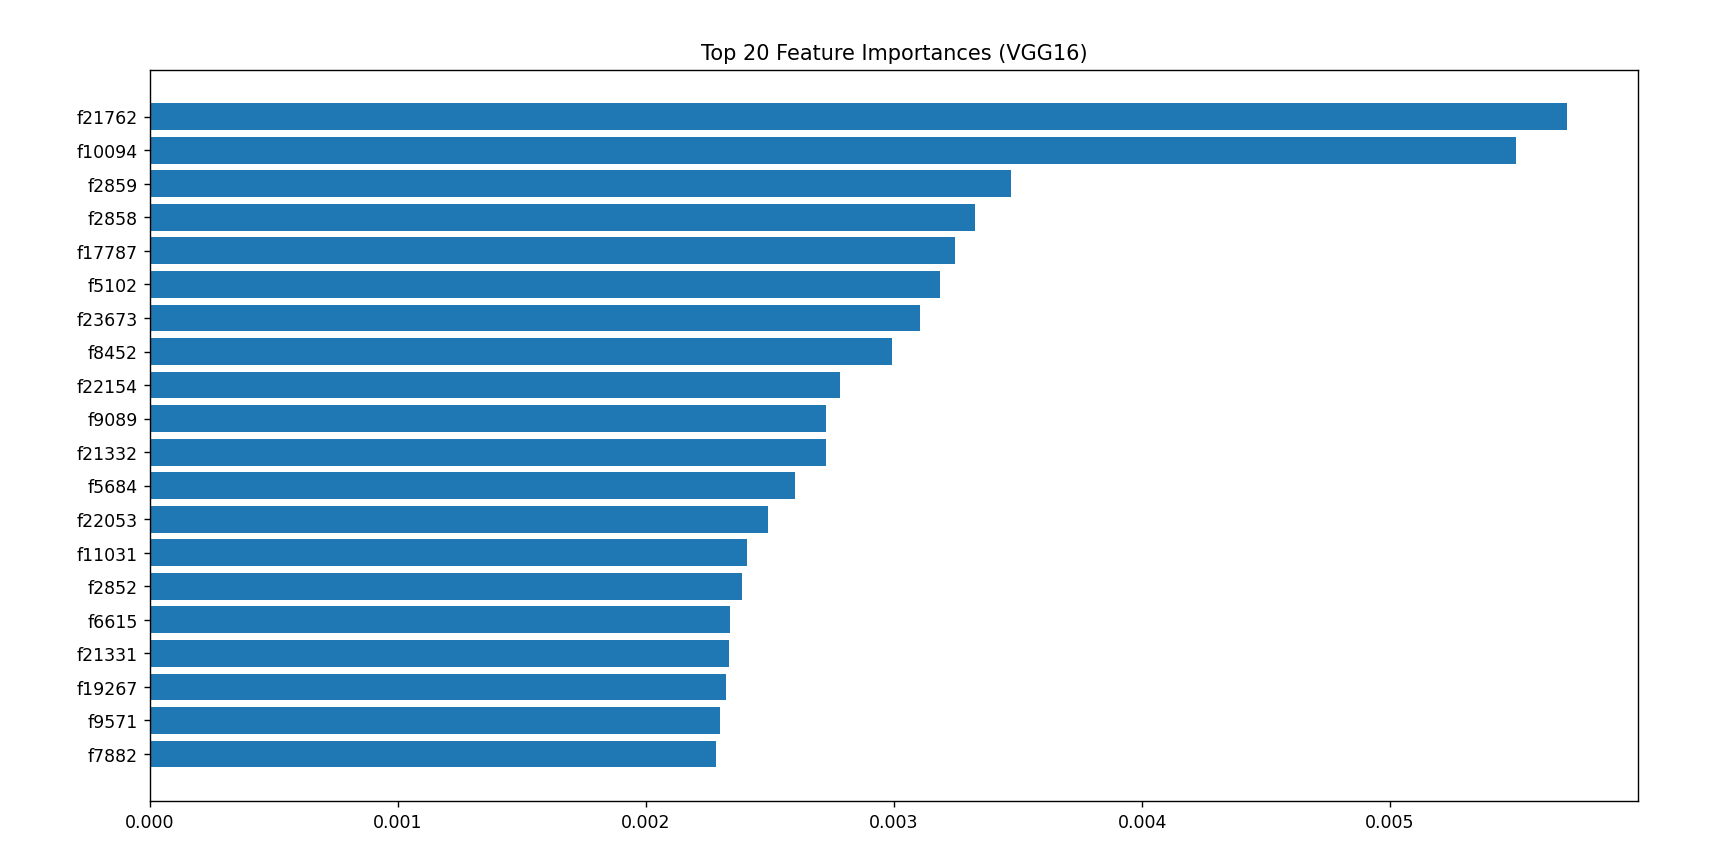 Top 20 Feature Importances (VGG16)
f21762
f10094
f2859
f2858
f17787
f5102
f23673
f8452
f22154
f9089
f21332
f5684
f22053
f11031
f2852
f6615
f21331
f19267
f9571
f7882
0.000 0.001 0.002 0.003 0.004 0.005